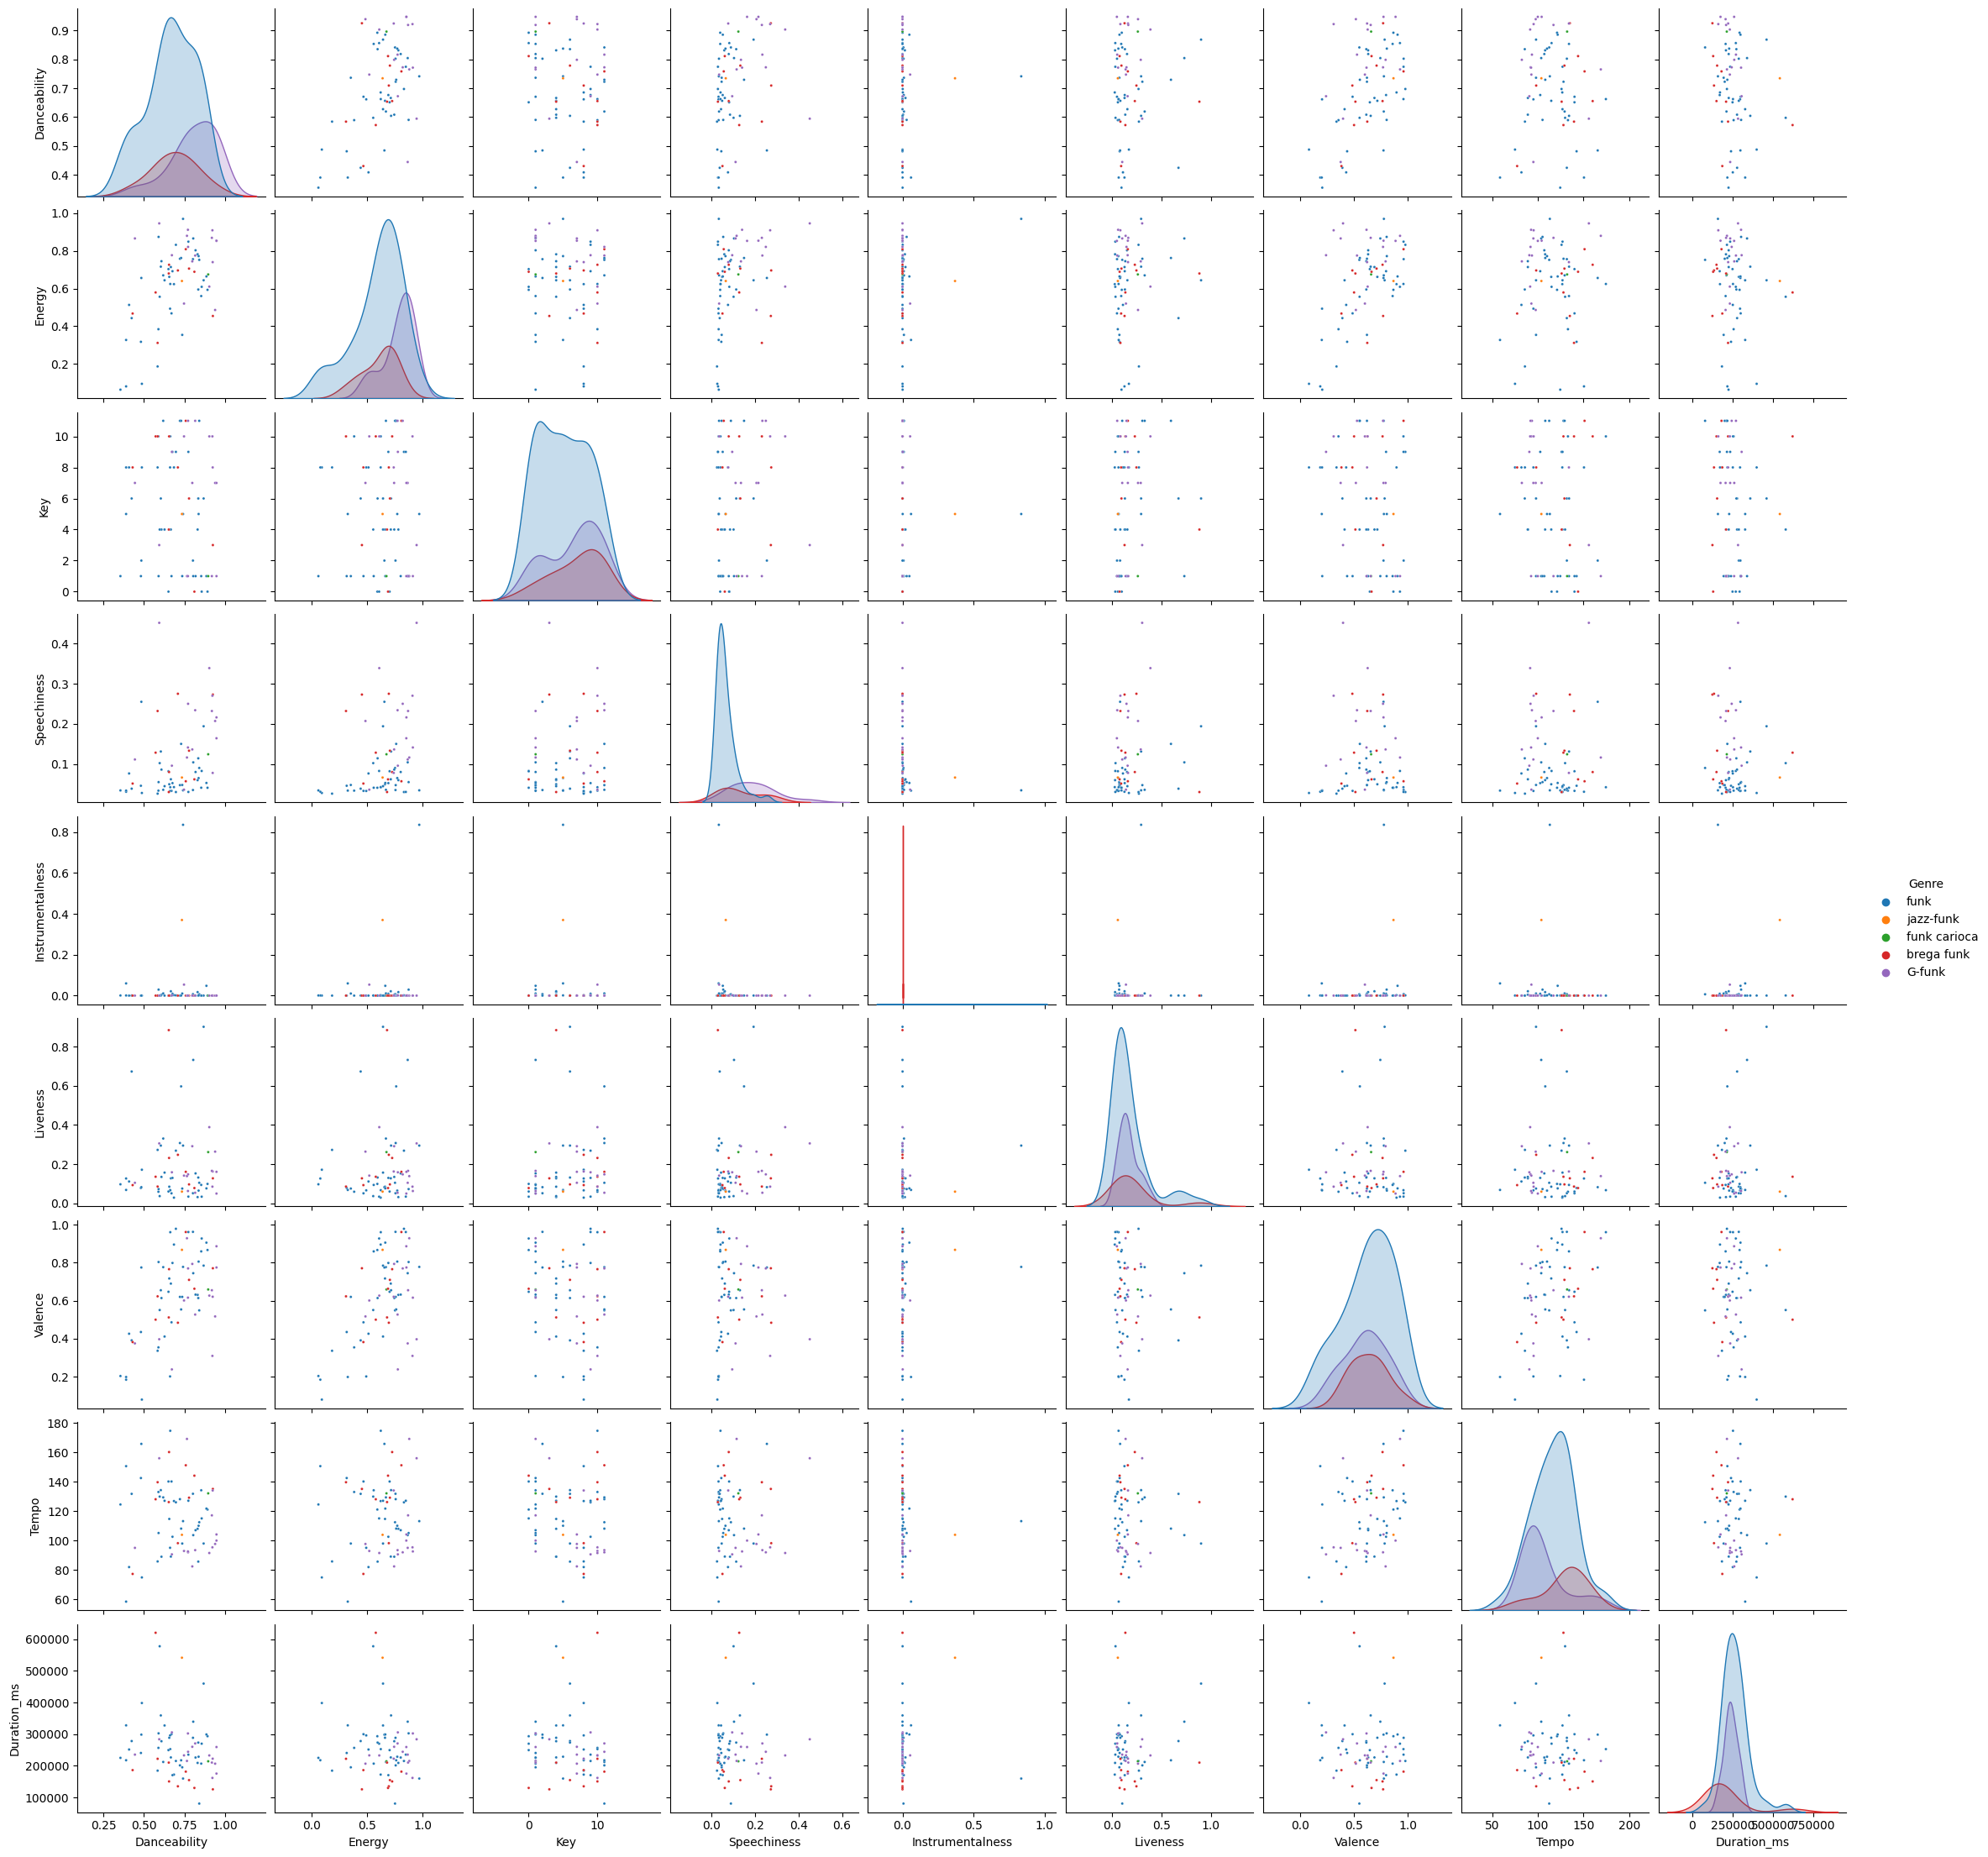 0.9
0.8
0.7
0.6
0.5
0.4
Danceability
1.0
0.8
0.6
0.4
0.2
Energy
10
8
6
4
2
0
Key
0.4
0.3
0.2
0.1
Speechiness
0.8
0.6
0.4
0.2
0.0
Instrumentalness
0.8
0.6
0.4
0.2
0.0
Liveness
1.0
0.8
0.6
0.4
0.2
Valence
180
160
140
120
100
80
60
Tempo
600000
500000
400000
300000
200000
100000
Duration_ms
0.25 0.50 0.75 1.00
Danceability
0.0 0.5 1.0
Energy
0 10
Key
0.0 0.2 0.4 0.6
Speechiness
0.0 0.5 1.0
Instrumentalness
0.0 0.5 1.0
Liveness
0.0 0.5 1.0
Valence
50 100 150 200
Tempo
0 250000 500000 750000
Duration_ms
Genre
funk
jazz-funk
funk carioca
brega funk
G-funk